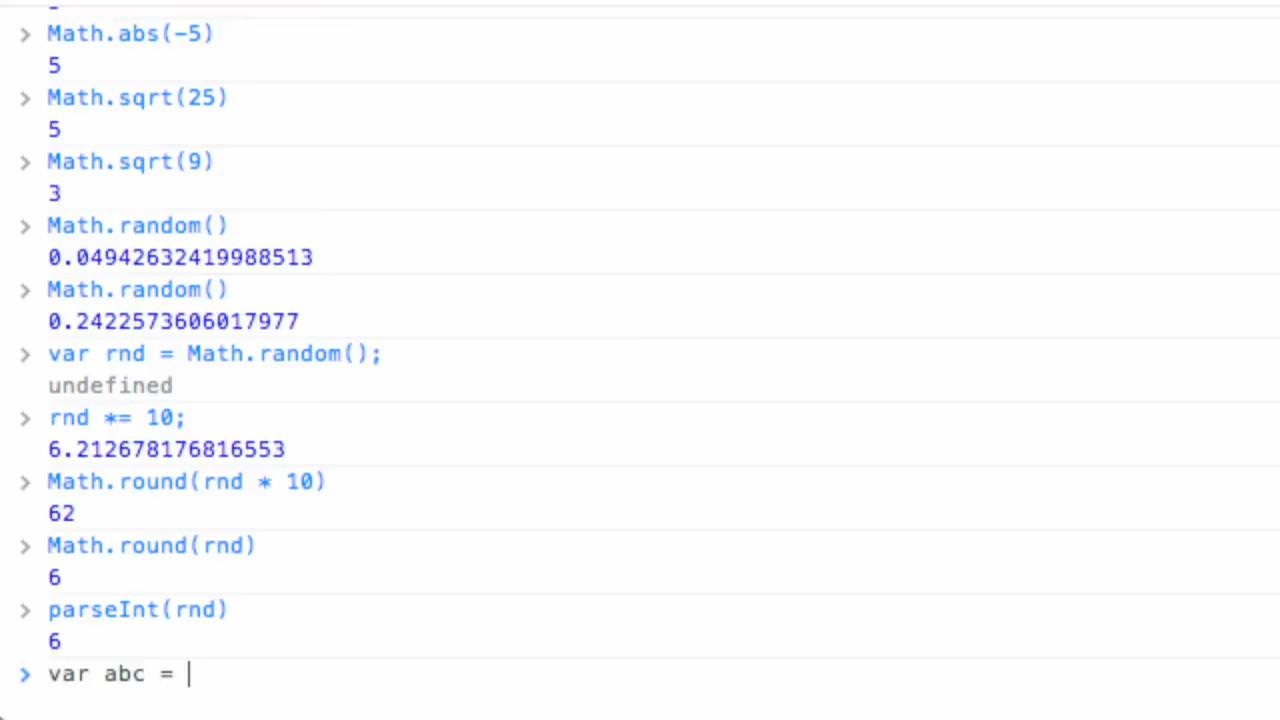 > Math.abs(-5)
5
> Math.sqrt(25)
5
> Math.sqrt(9)
3
> Math.random()
0.04942632419988513
> Math.random()
0.2422573606017977
> var rnd = Math.random();
undefined
> rnd *= 10;
6.212678176816553
> Math.round(rnd * 10)
62
> Math.round(rnd)
6
> parseInt(rnd)
6
> var abc =